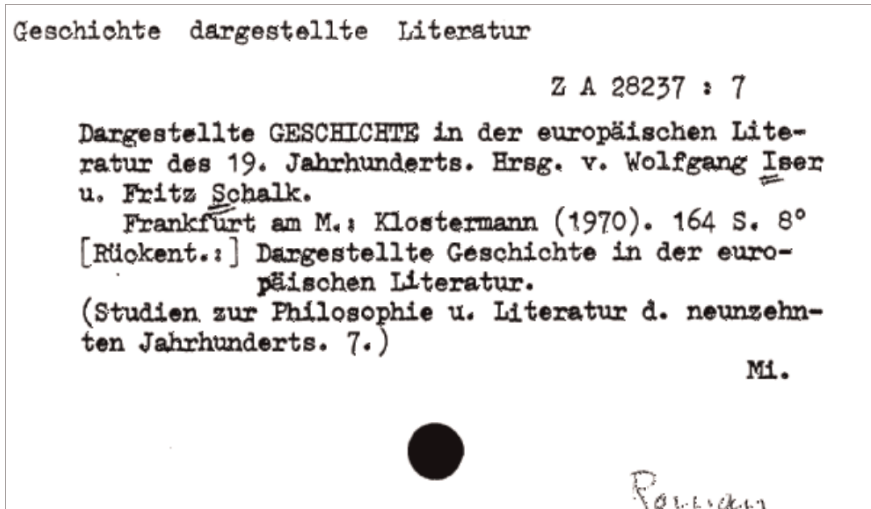 Geschichte dargestellte Literatur
Z A 28237 : 7
Dargestellte GESCHICHTE in der europäischen Lite-
ratur des 19. Jahrhunderts. Hrsg. v. Wolfgang Iser
u. Fritz Schalk.
Frankfurt am M.: Klostermann (1970). 164 S. 8°
[Rückent.:] Dargestellte Geschichte in der euro-
päischen Literatur.
(Studien zur Philosophie u. Literatur d. neunzehn-
ten Jahrhunderts. 7.)
Mi.